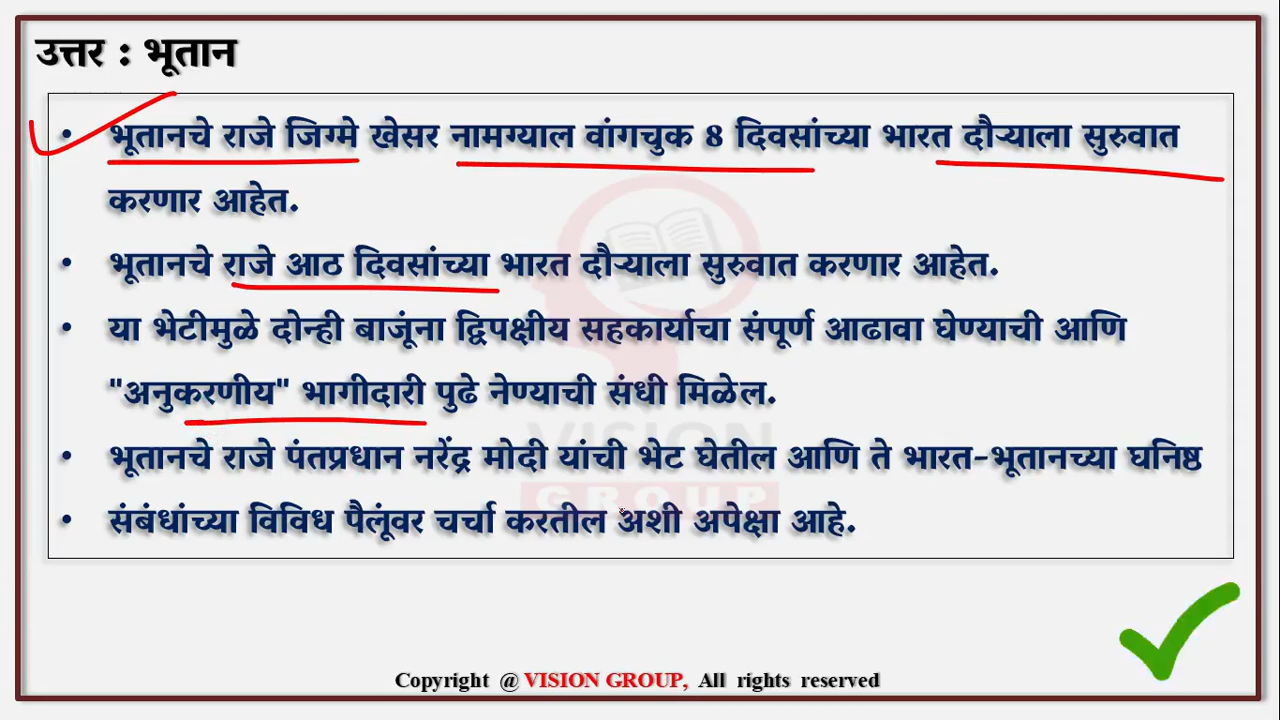 उत्तर : भूतान
• भूतानचे राजे जिग्मे खेसर नामग्याल वांगचुक 8 दिवसांच्या भारत दौऱ्याला सुरुवात
करणार आहेत.
• भूतानचे राजे आठ दिवसांच्या भारत दौऱ्याला सुरुवात करणार आहेत.
• या भेटीमुळे दोन्ही बाजूंना द्विपक्षीय सहकार्याचा संपूर्ण आढावा घेण्याची आणि
"अनुकरणीय" भागीदारी पुढे नेण्याची संधी मिळेल.
• भूतानचे राजे पंतप्रधान नरेंद्र मोदी यांची भेट घेतील आणि ते भारत-भूतानच्या घनिष्ठ
• संबंधांच्या विविध पैलूंवर चर्चा करतील अशी अपेक्षा आहे.
VISION
GROUP
Copyright @ VISION GROUP, All rights reserved